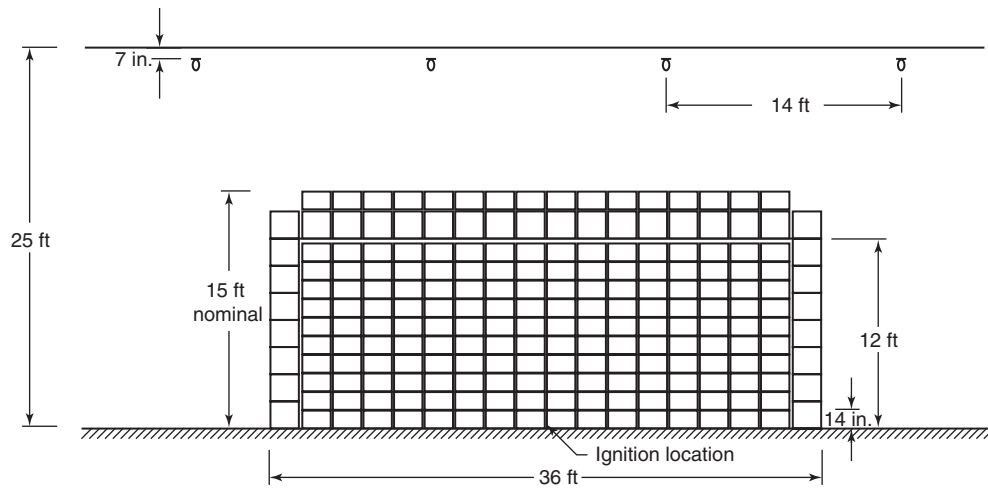 7 in.
14 ft
25 ft
15 ft
nominal
12 ft
14 in.
Ignition location
36 ft